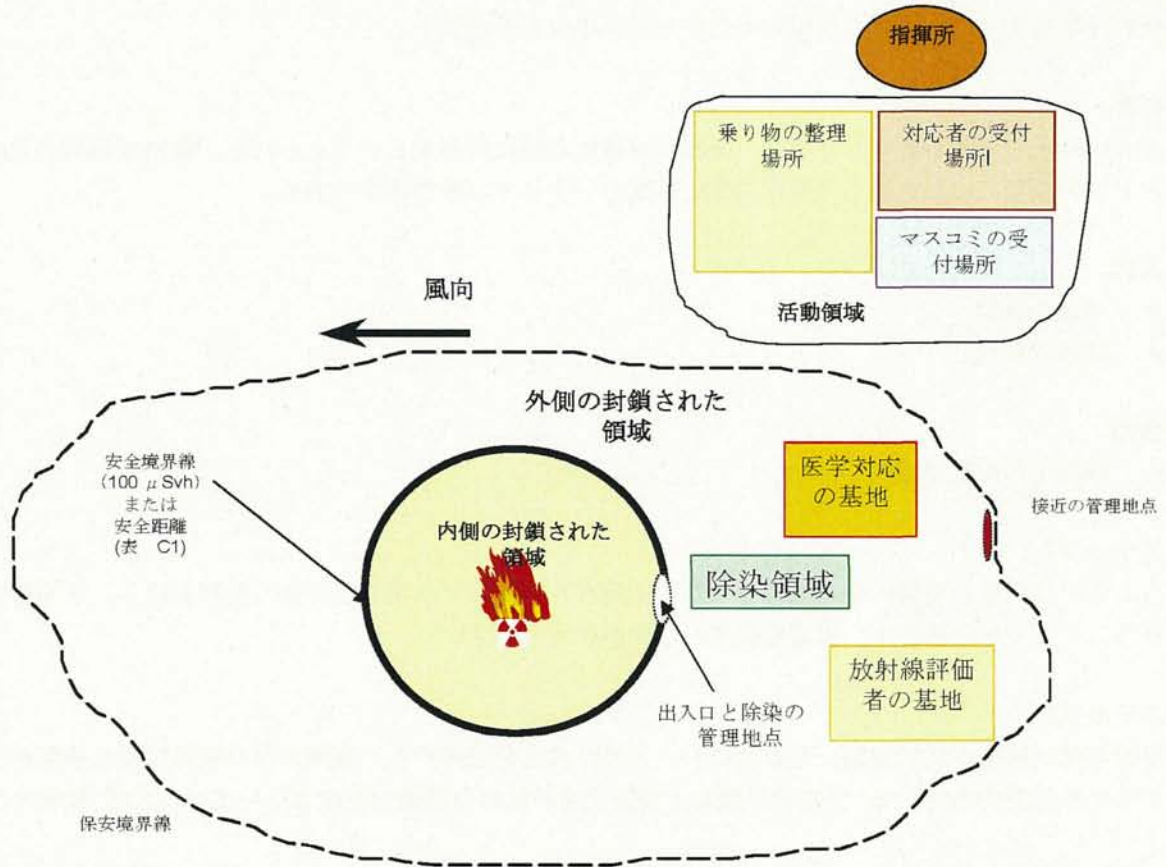 指揮所
乗り物の整理
場所
対応者の受付
場所l
マスコミの受
付場所
活動領域
風向
外側の封鎖された
領域
安全境界線
(100 μ Svh)
または
安全距離
(表 C1)
内側の封鎖された
領域
医学対応
の基地
接近の管理地点
除染領域
放射線評価
者の基地
出入口と除染の
管理地点
保安境界線